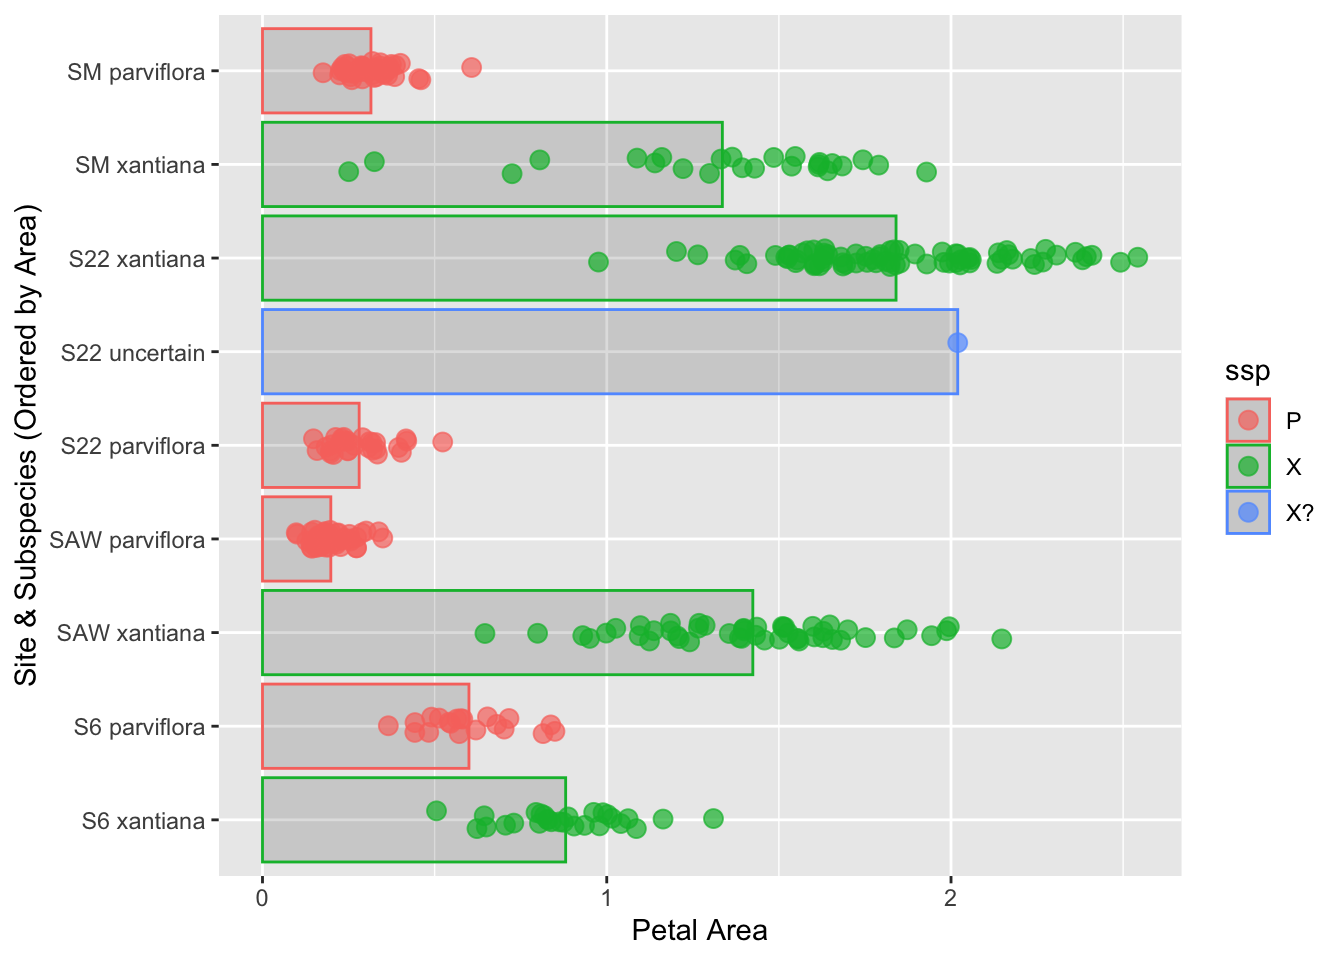 Site & Subspecies (Ordered by Area)
SM parviflora
SM xantiana
S22 xantiana
S22 uncertain
S22 parviflora
SAW parviflora
SAW xantiana
S6 parviflora
S6 xantiana
0
1
2
Petal Area
ssp
P
X
X?